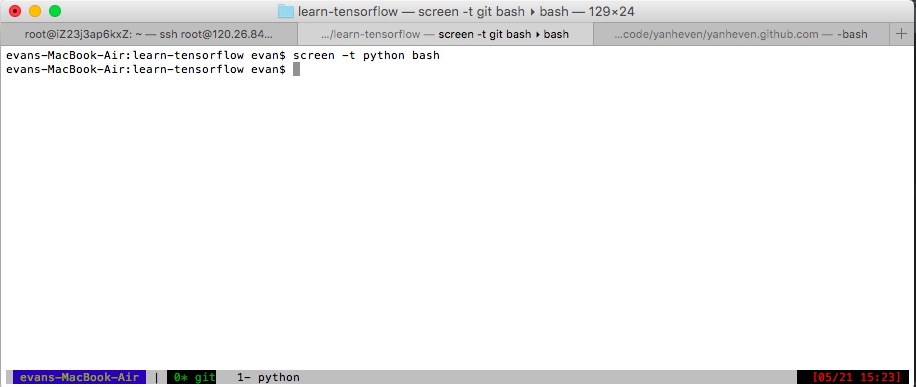 learn-tensorflow — screen -t git bash ▸ bash — 129×24
root@iZ23j3ap6kxZ: ~ — ssh root@120.26.84...
.../learn-tensorflow — screen -t git bash ▸ bash
...code/yanheven/yanheven.github.com — -bash
evans-MacBook-Air:learn-tensorflow evan$ screen -t python bash
evans-MacBook-Air:learn-tensorflow evan$
evans-MacBook-Air | 0* git 1- python [05/21 15:23]